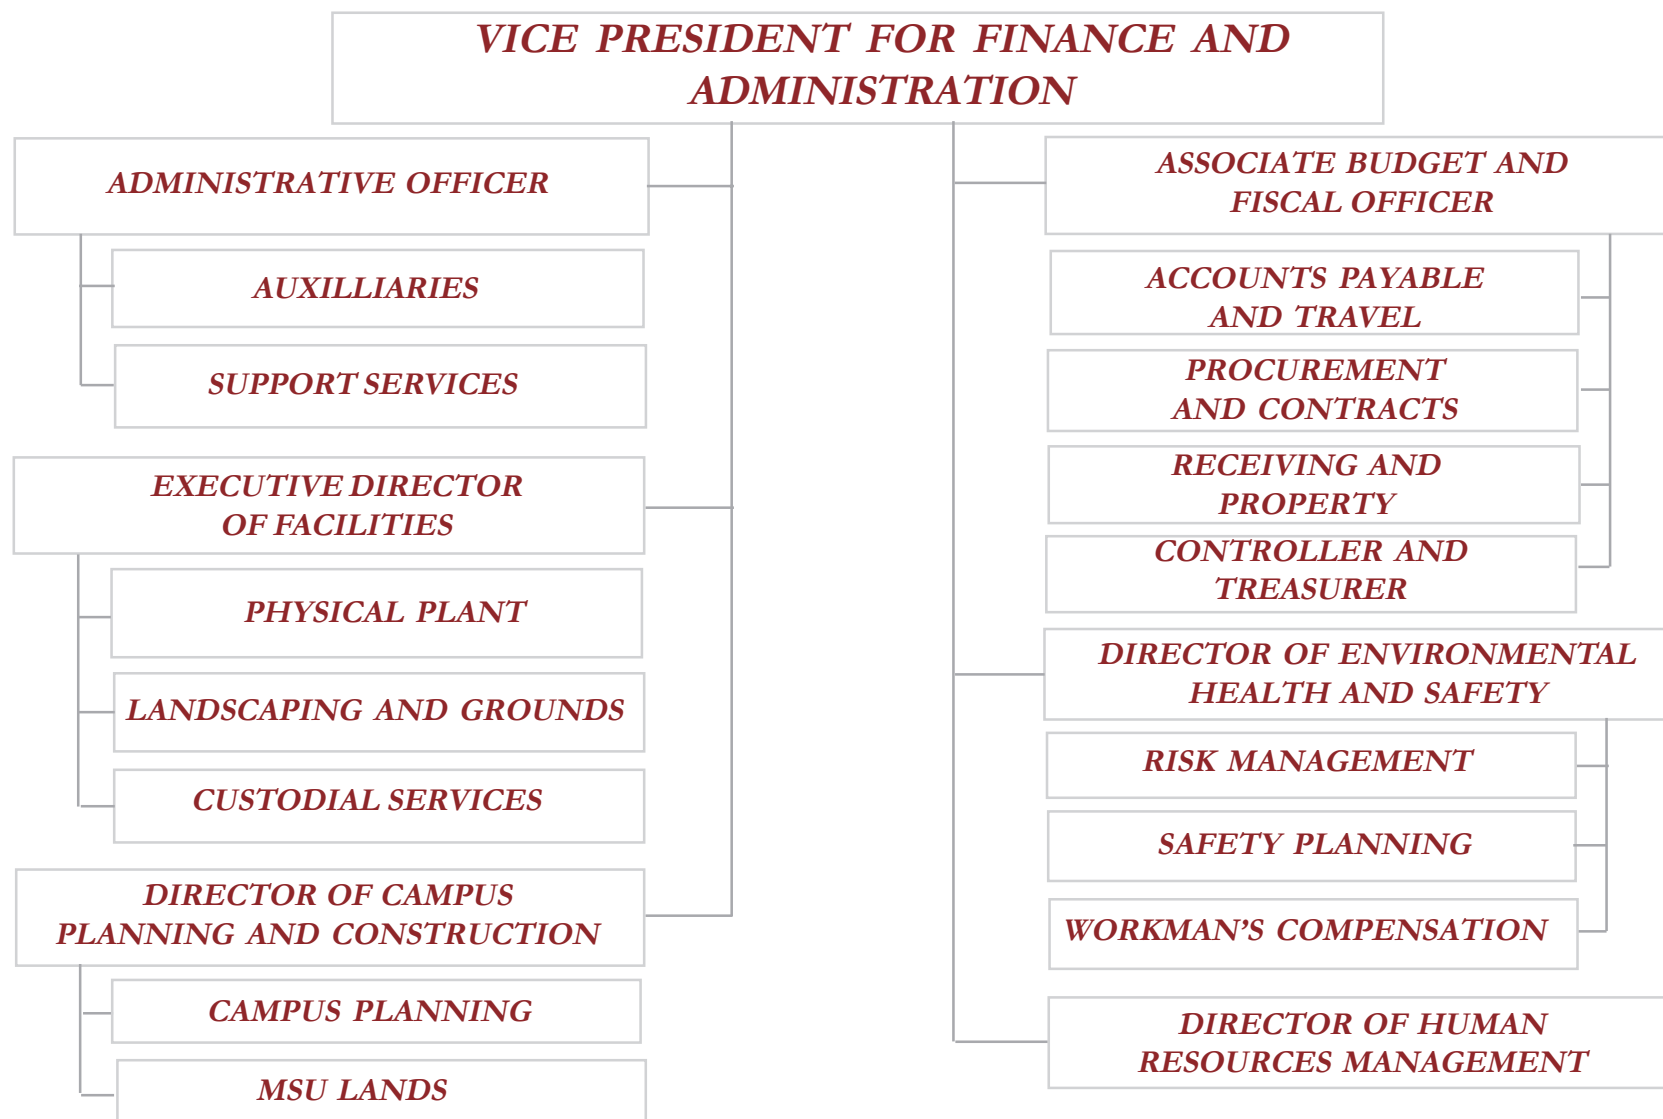 VICE PRESIDENT FOR FINANCE AND
ADMINISTRATION
ADMINISTRATIVE OFFICER
AUXILLIARIES
SUPPORT SERVICES
EXECUTIVE DIRECTOR
OF FACILITIES
PHYSICAL PLANT
LANDSCAPING AND GROUNDS
CUSTODIAL SERVICES
DIRECTOR OF CAMPUS
PLANNING AND CONSTRUCTION
CAMPUS PLANNING
MSU LANDS
ASSOCIATE BUDGET AND
FISCAL OFFICER
ACCOUNTS PAYABLE
AND TRAVEL
PROCUREMENT
AND CONTRACTS
RECEIVING AND
PROPERTY
CONTROLLER AND
TREASURER
DIRECTOR OF ENVIRONMENTAL
HEALTH AND SAFETY
RISK MANAGEMENT
SAFETY PLANNING
WORKMAN'S COMPENSATION
DIRECTOR OF HUMAN
RESOURCES MANAGEMENT